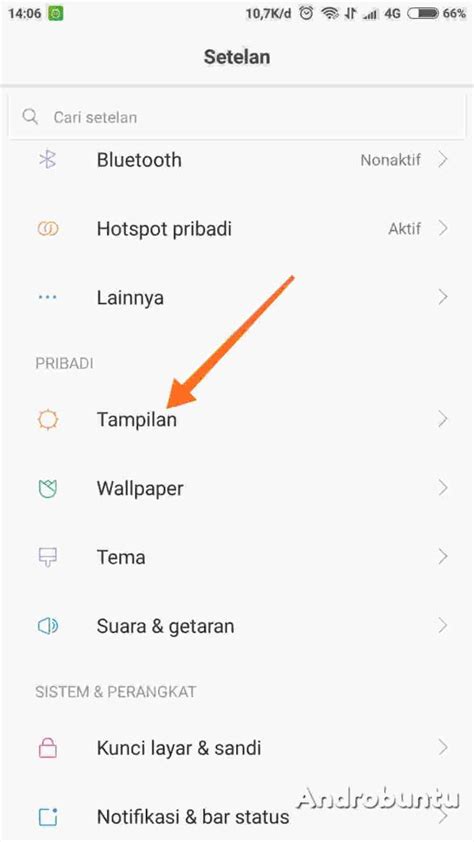 14:06 10,7K/d 4G 66%
Setelan
Cari setelan
Bluetooth Nonaktif
Hotspot pribadi Aktif
Lainnya
PRIBADI
Tampilan
Wallpaper
Tema
Suara & getaran
SISTEM & PERANGKAT
Kunci layar & sandi
Notifikasi & bar status
Androbuntu